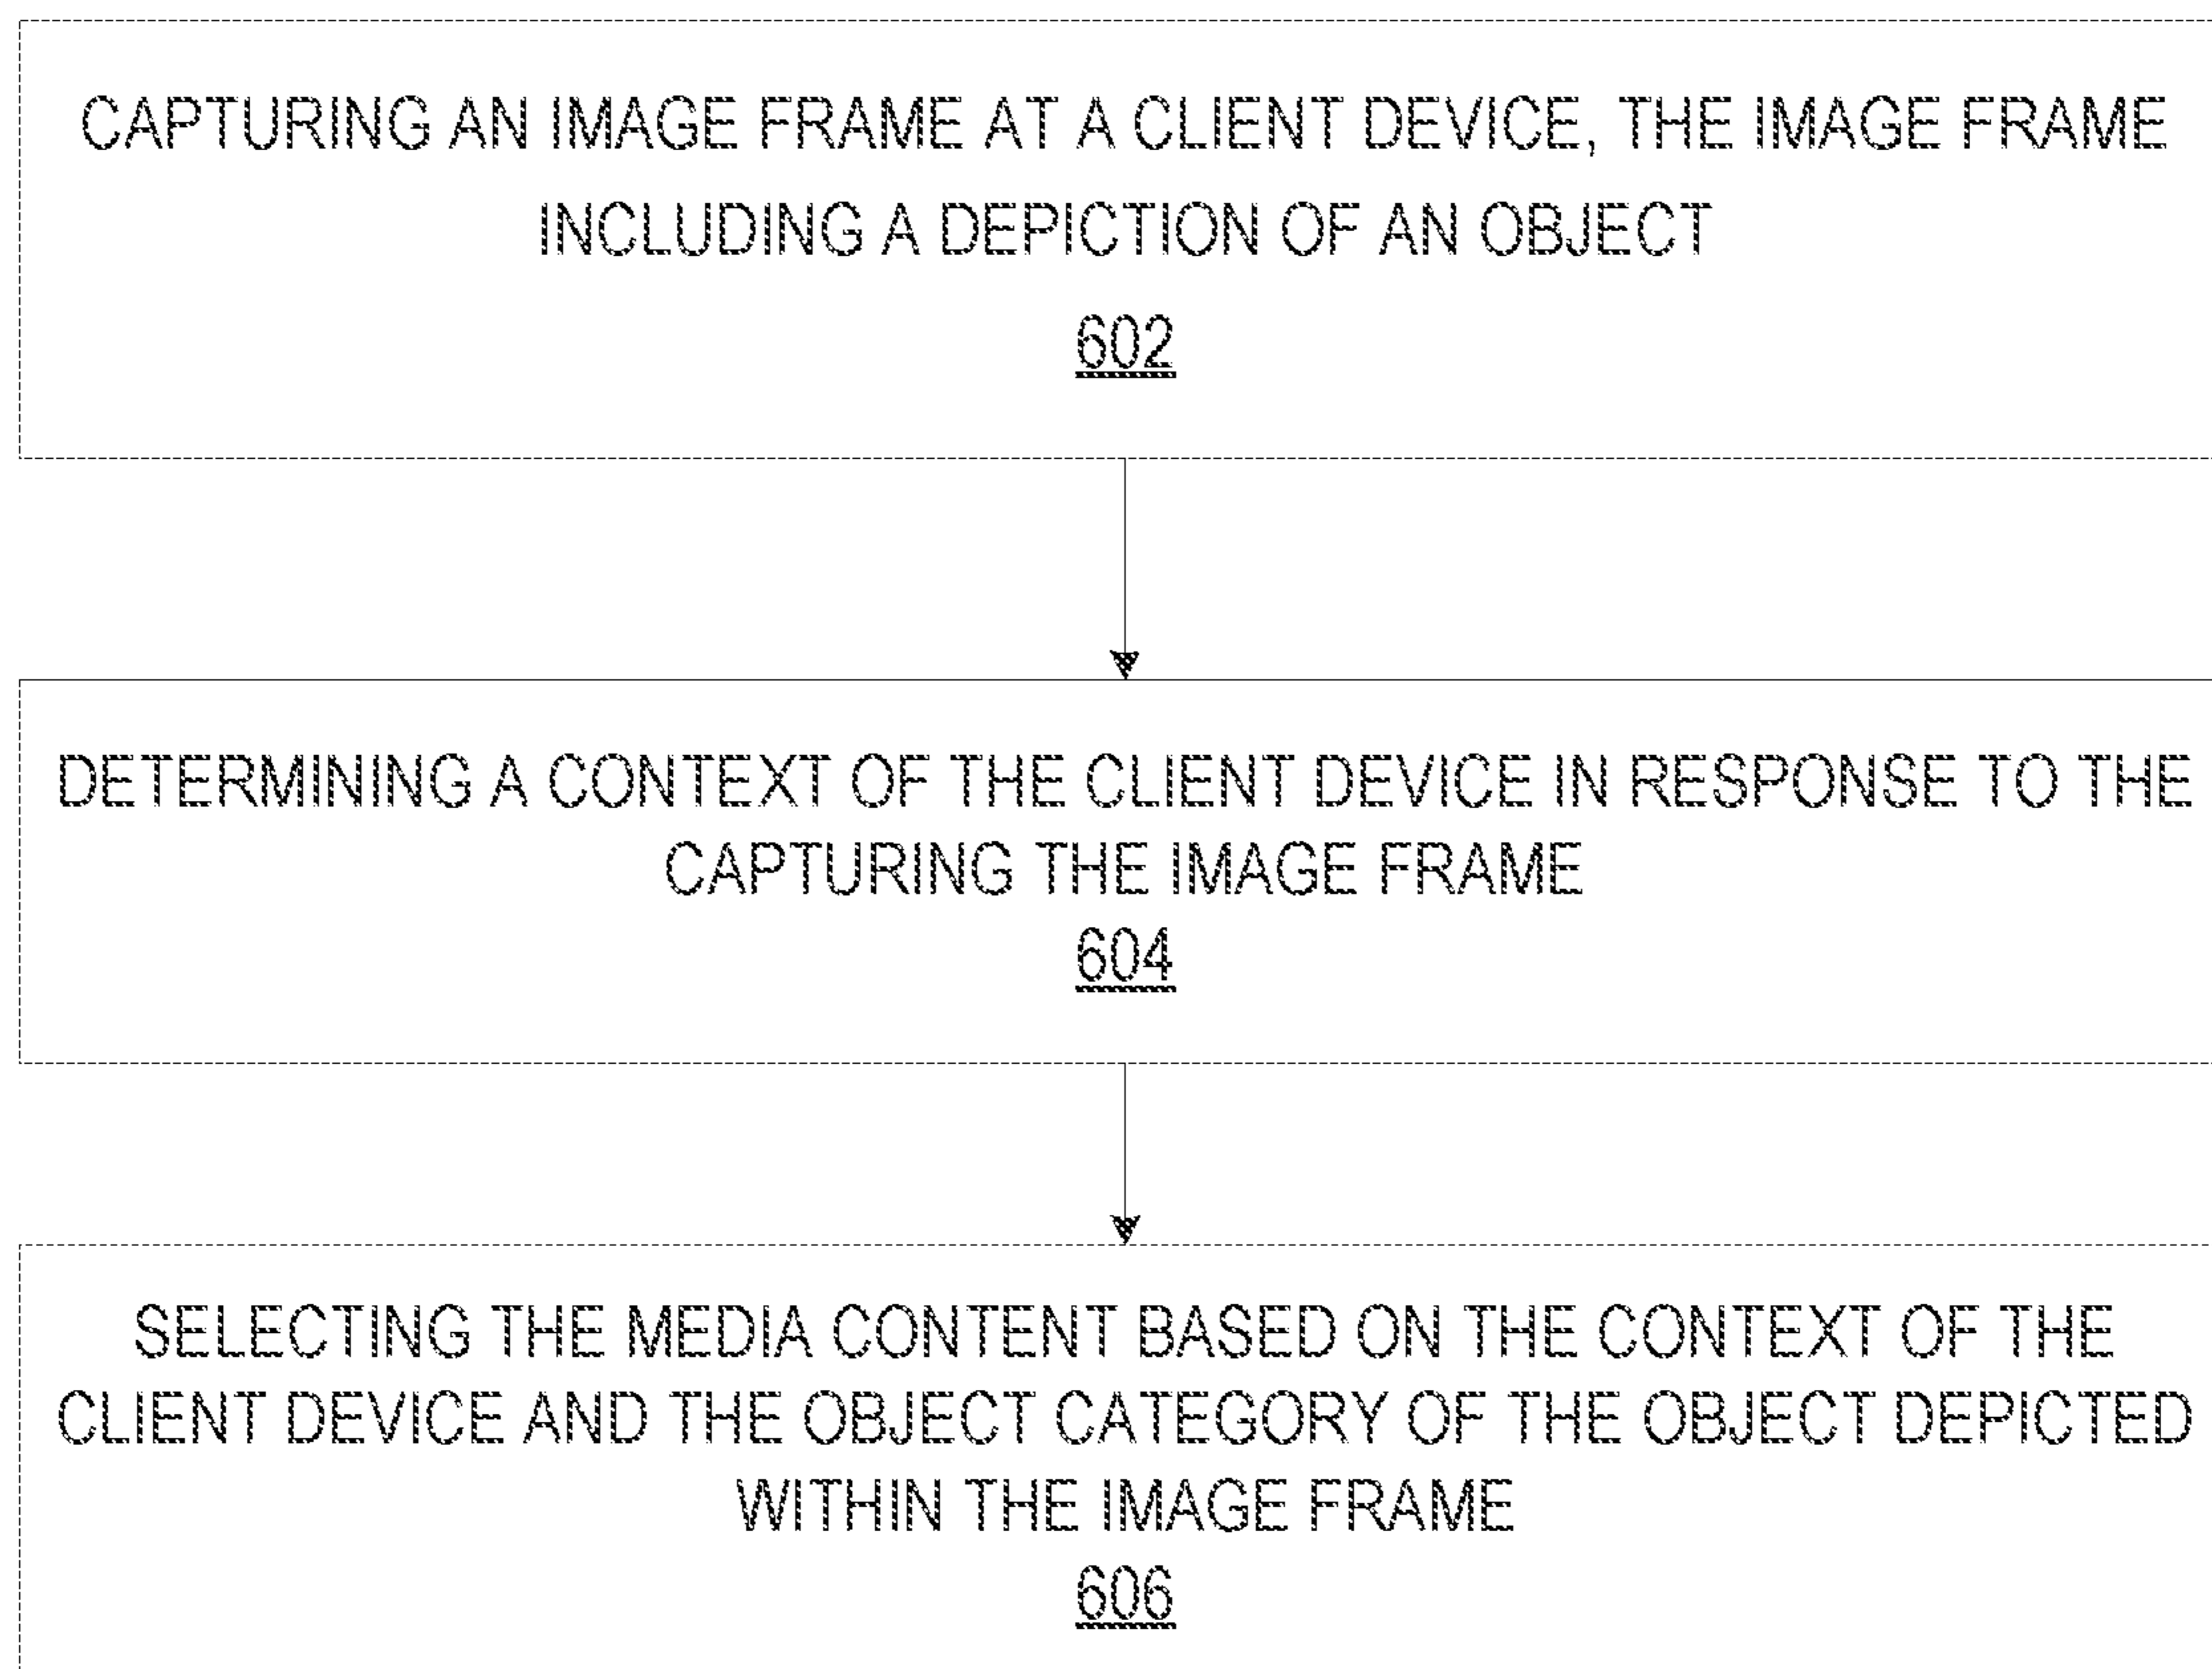 CAPTURING AN IMAGE FRAME AT A CLIENT DEVICE, THE IMAGE FRAME
INCLUDING A DEPICTION OF AN OBJECT
602
DETERMINING A CONTEXT OF THE CLIENT DEVICE IN RESPONSE TO THE
CAPTURING THE IMAGE FRAME
604
SELECTING THE MEDIA CONTENT BASED ON THE CONTEXT OF THE
CLIENT DEVICE AND THE OBJECT CATEGORY OF THE OBJECT DEPICTED
WITHIN THE IMAGE FRAME
606